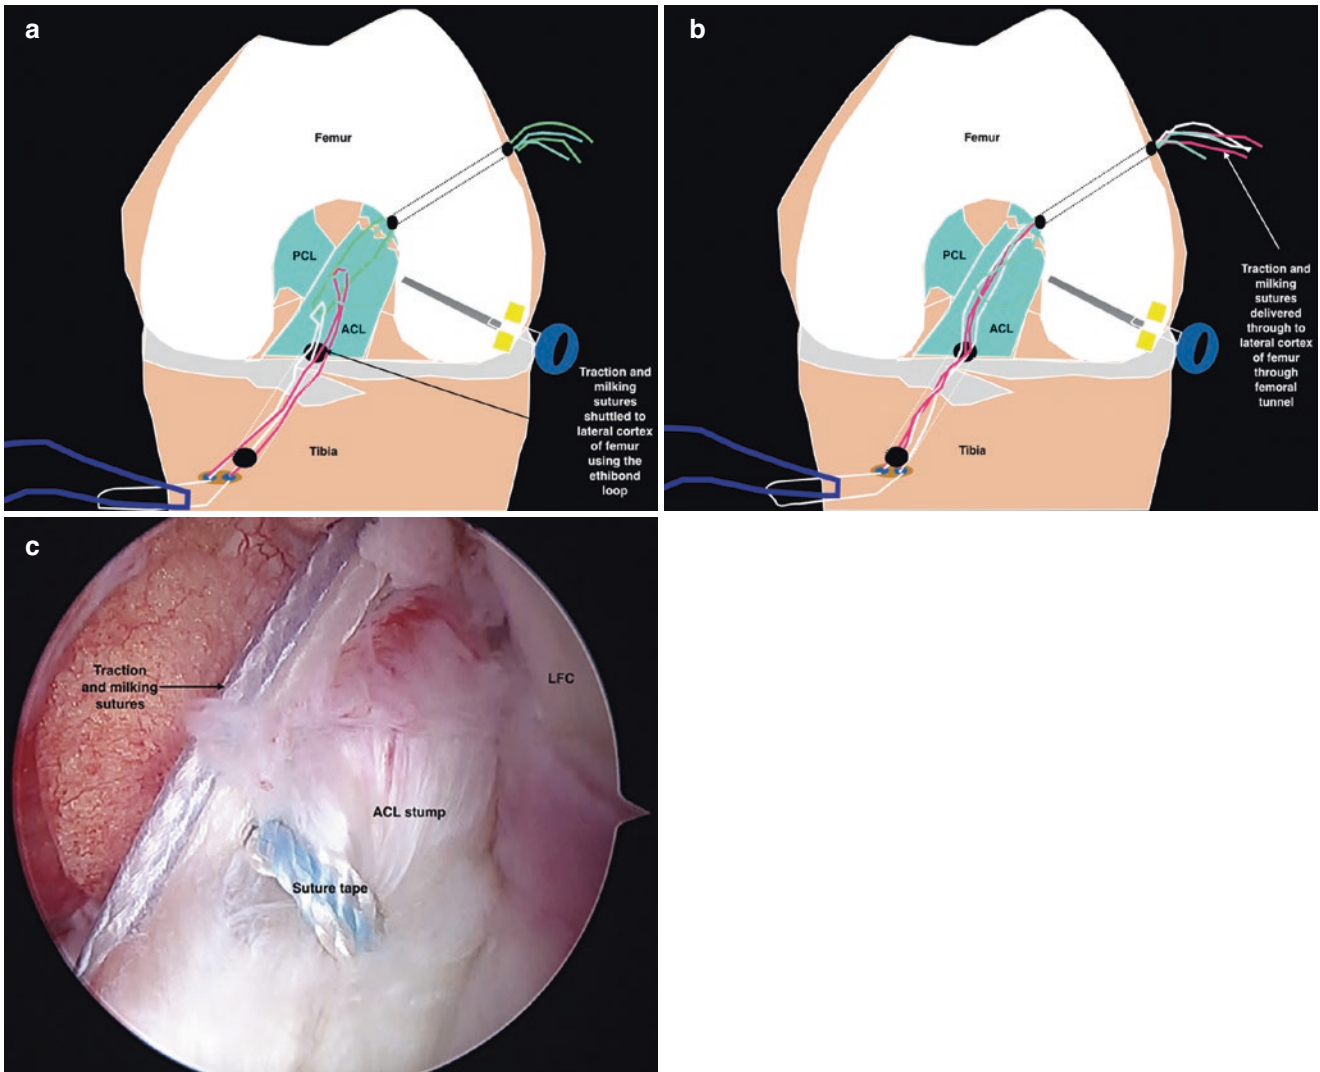 a
Femur
PCL
ACL
Traction and
milking
sutures
shuttled to
lateral cortex
of femur
using the
ethibond
loop
Tibia
b
Femur
PCL
ACL
Traction and
milking
sutures
delivered
through to
lateral cortex
of femur
through
femoral
tunnel
Tibia
c
Traction
and milking
sutures
LFC
ACL stump
Suture tape